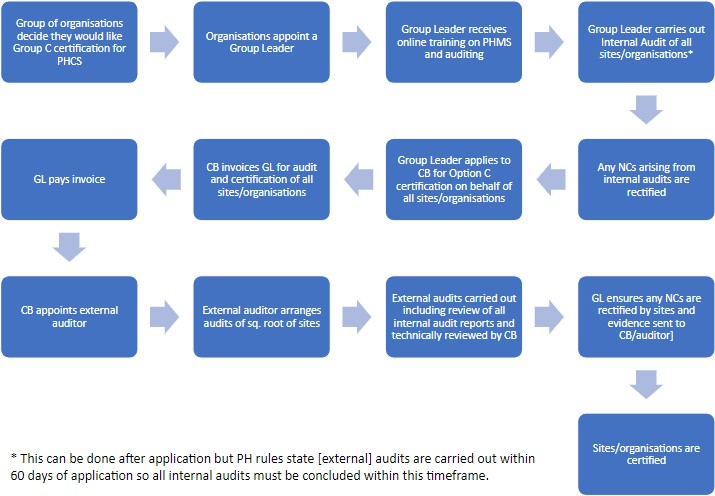 Group of organisations
decide they would like
Group C certification for
PHCS
Organisations appoint a
Group Leader
Group Leader receives
online training on PHMS
and auditing
Group Leader carries out
Internal Audit of all
sites/organisations*
Any NCs arising from
internal audits are
rectified
Group Leader applies to
CB for Option C
certification on behalf of
all sites/organisations
CB invoices GL for audit
and certification of all
sites/organisations
GL pays invoice
CB appoints external
auditor
External auditor arranges
audits of sq. root of sites
External audits carried out
including review of all
internal audit reports and
technically reviewed by CB
GL ensures any NCs are
rectified by sites and
evidence sent to
CB/auditor]
Sites/organisations are
certified
* This can be done after application but PH rules state [external] audits are carried out within
60 days of application so all internal audits must be concluded within this timeframe.